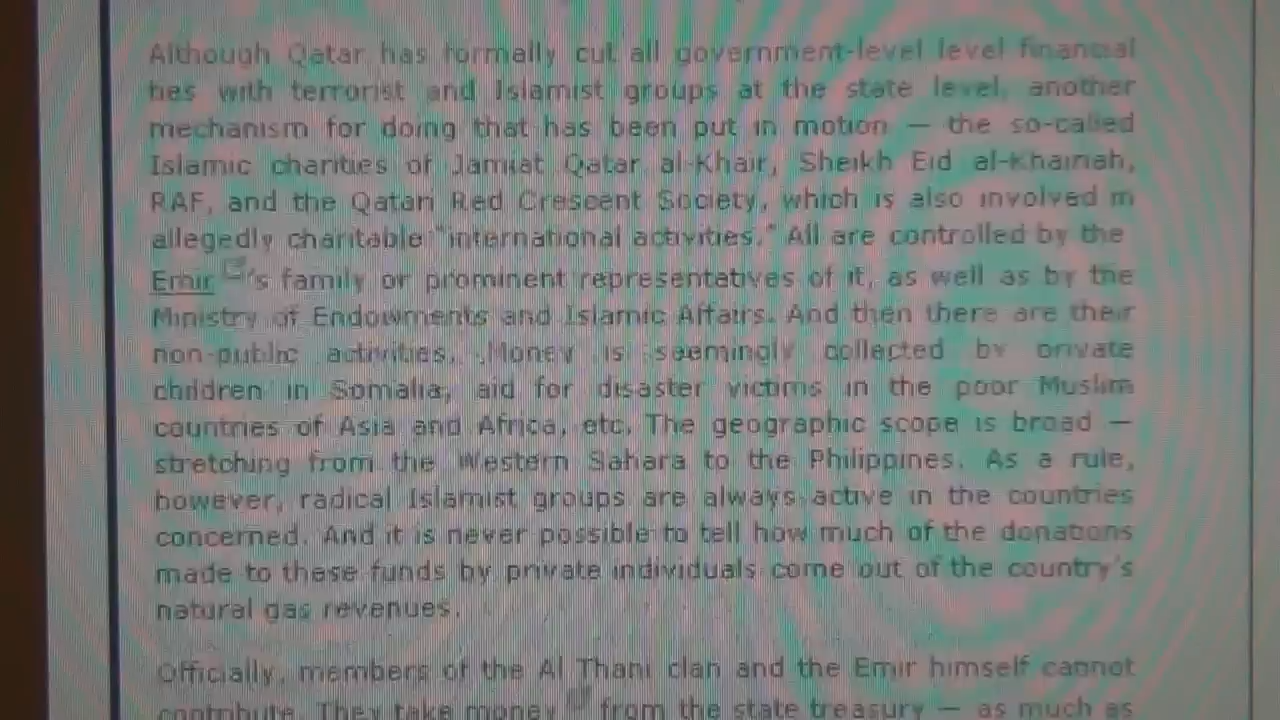 Although Qatar has formally cut all government-level level financial
ties with terrorist and Islamist groups at the state level, another
mechanism for doing that has been put in motion — the so-called
Islamic charities of Jamiat Qatar al-Khair, Sheikh Eid al-Khairiah,
RAF, and the Qatari Red Crescent Society, which is also involved in
allegedly charitable "international activities." All are controlled by the
Emir's family or prominent representatives of it, as well as by the
Ministry of Endowments and Islamic Affairs. And then there are their
non-public activities. Money is seemingly collected by private
children in Somalia, aid for disaster victims in the poor Muslim
countries of Asia and Africa, etc. The geographic scope is broad —
stretching from the Western Sahara to the Philippines. As a rule,
however, radical Islamist groups are always active in the countries
concerned. And it is never possible to tell how much of the donations
made to these funds by private individuals come out of the country's
natural gas revenues.
Officially, members of the Al Thani clan and the Emir himself cannot
contribute. They take money from the state treasury — as much as